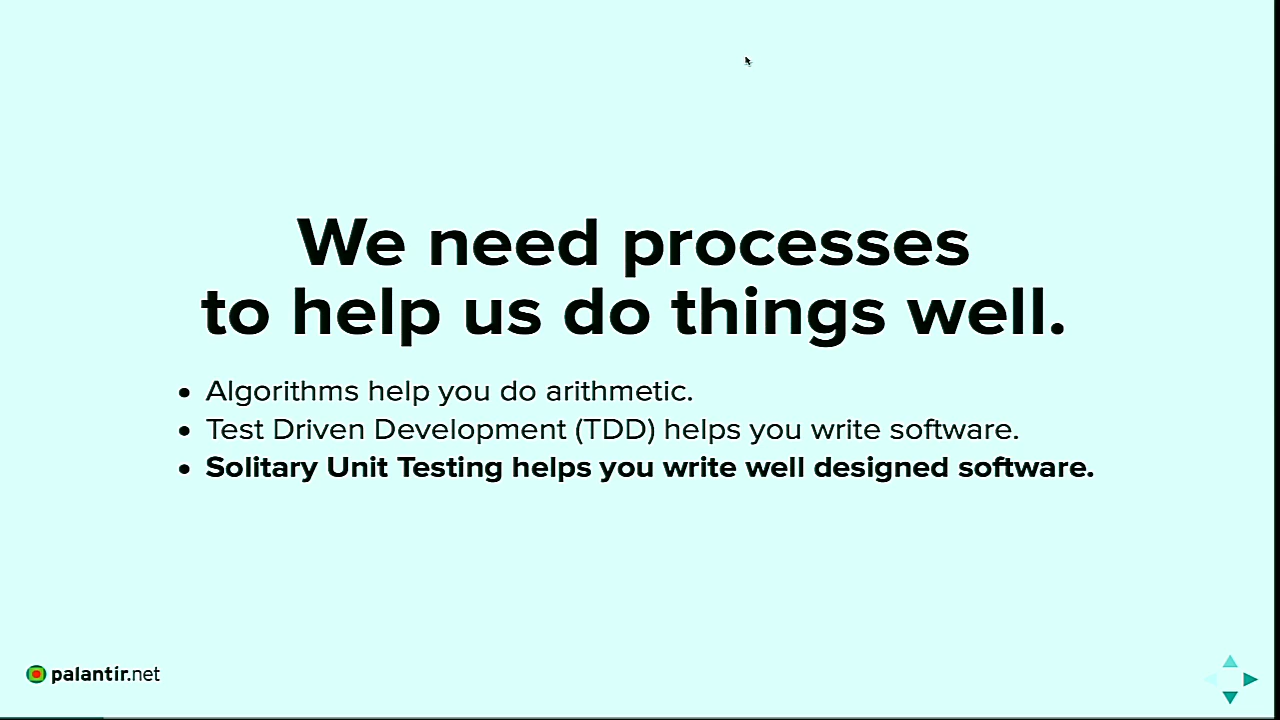 We need processes
to help us do things well.
Algorithms help you do arithmetic.
Test Driven Development (TDD) helps you write software.
Solitary Unit Testing helps you write well designed software.
palantir.net